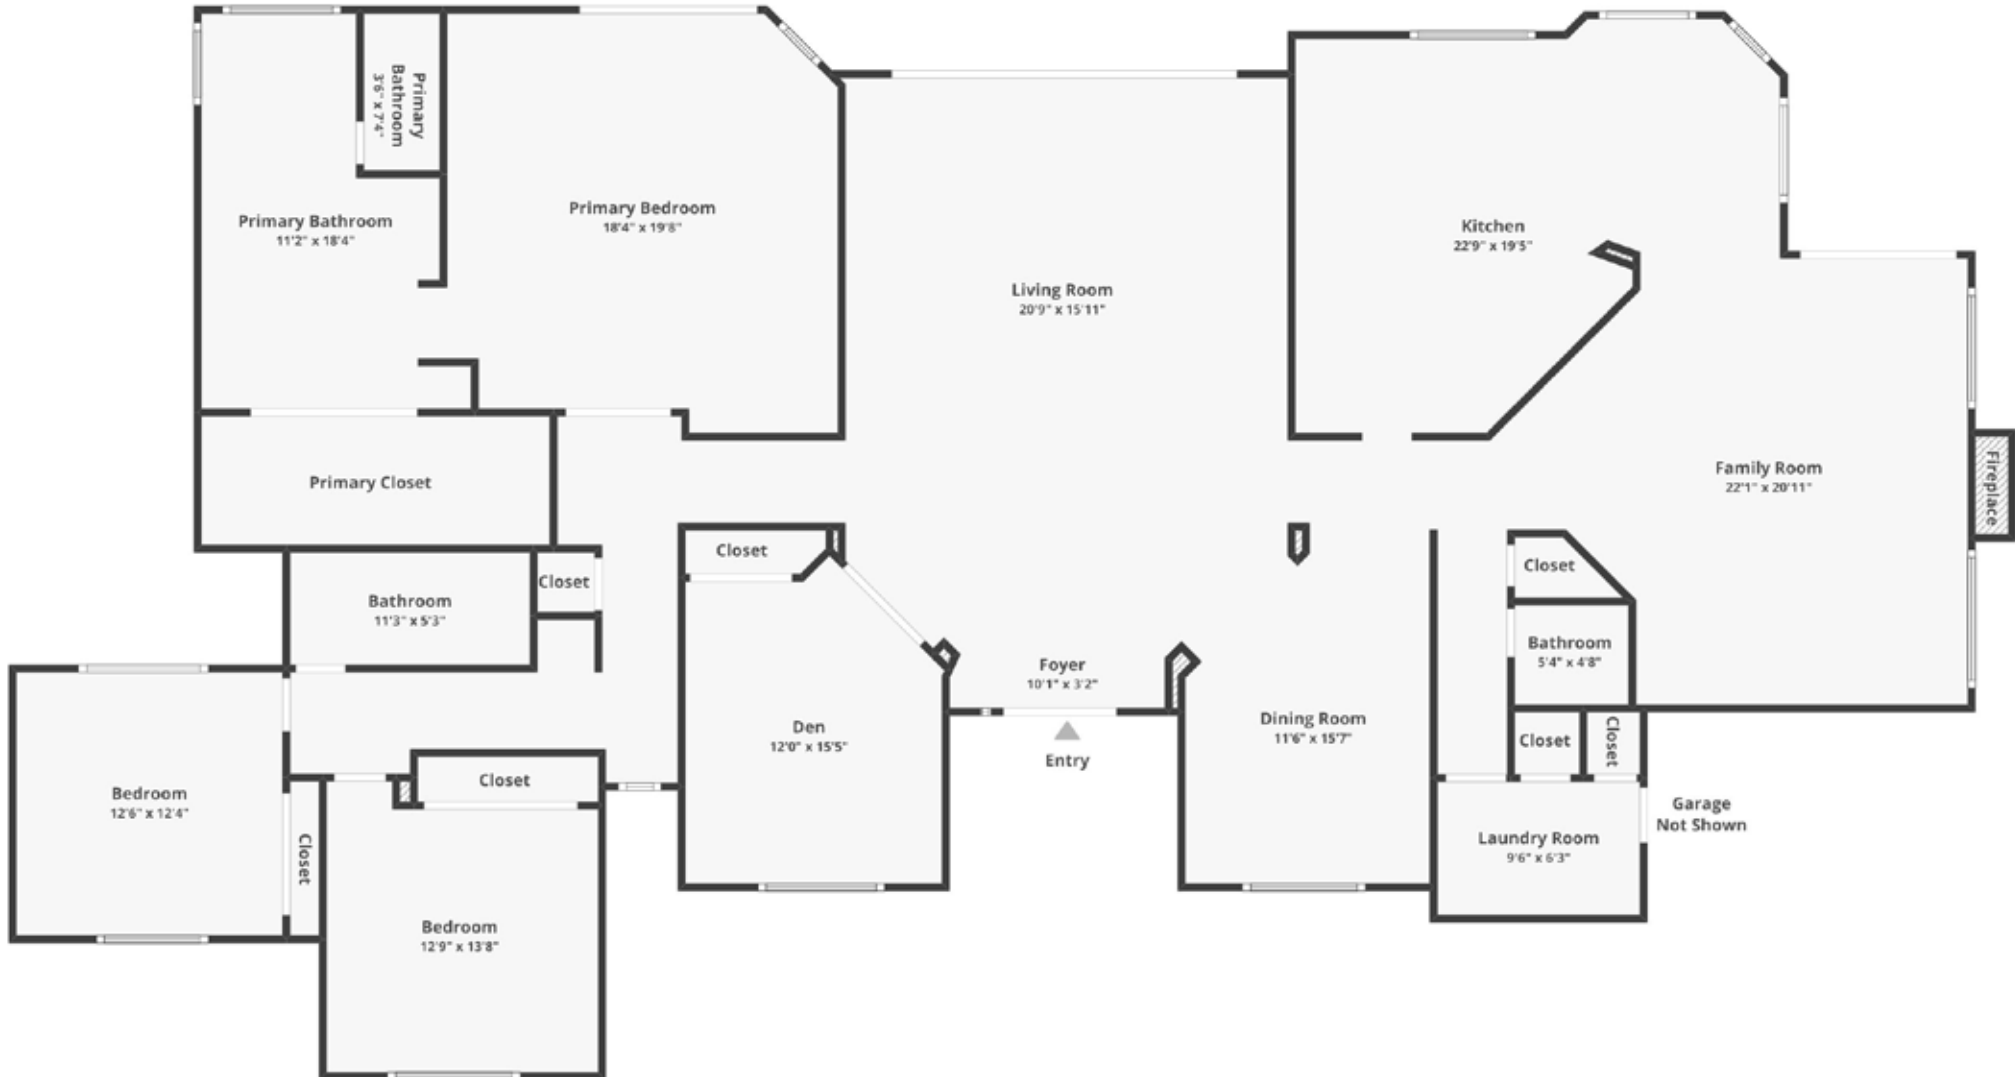 Primary
Bathroom
3'6" x 7'4"
Primary Bathroom
11'2" x 18'4"
Primary Bedroom
18'4" x 19'8"
Kitchen
22'9" x 19'5"
Living Room
20'9" x 15'11"
Primary Closet
Family Room
22'1" x 20'11"
Fireplace
Closet
Closet
Closet
Bathroom
11'3" x 5'3"
Bathroom
5'4" x 4'8"
Foyer
10'1" x 3'2"
Entry
Den
12'0" x 15'5"
Dining Room
11'6" x 15'7"
Closet
Closet
Closet
Bedroom
12'6" x 12'4"
Closet
Garage
Not Shown
Laundry Room
9'6" x 6'3"
Bedroom
12'9" x 13'8"